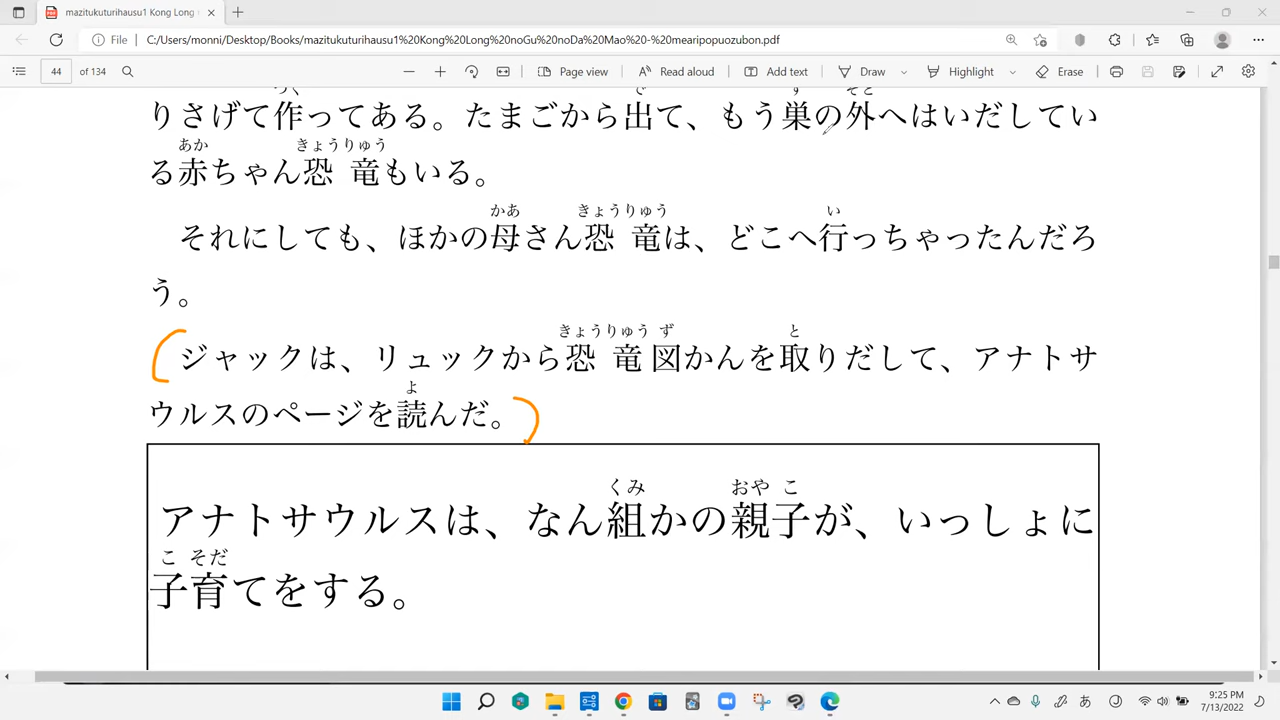 mazitukuturihausu1 Kong Long
File
C:/Users/monni/Desktop/Books/mazitukuturihausu1%20Kong%20Long%20noGu%20noDa%20Mao%20-%20mearipopuozubon.pdf
44 of 134
Page view
Read aloud
Add text
Draw
Highlight
Erase
りさげて作ってある。たまごから出て、もう巣の外へはいだしてい
あか きょうりゅう
る赤ちゃん恐竜もいる。
かあ きょうりゅう い
それにしても、ほかの母さん恐竜は、どこへ行っちゃったんだろ
う。
きょうりゅう ず と
ジャックは、リュックから恐竜図かんを取りだして、アナトサ
よ
ウルスのページを読んだ。
くみ おや こ
アナトサウルスは、なん組かの親子が、いっしょに
こ そだ
子育てをする。
あ
9:25 PM
7/13/2022